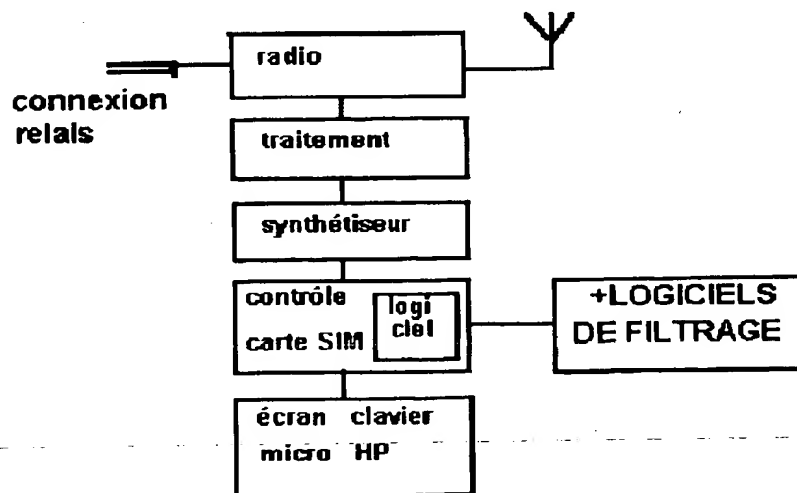 radio
connexion
relais
traitement
synthétiseur
contrôle
logi
ciel
carte SIM
+LOGICIELS
DE FILTRAGE
écran clavier
micro HP